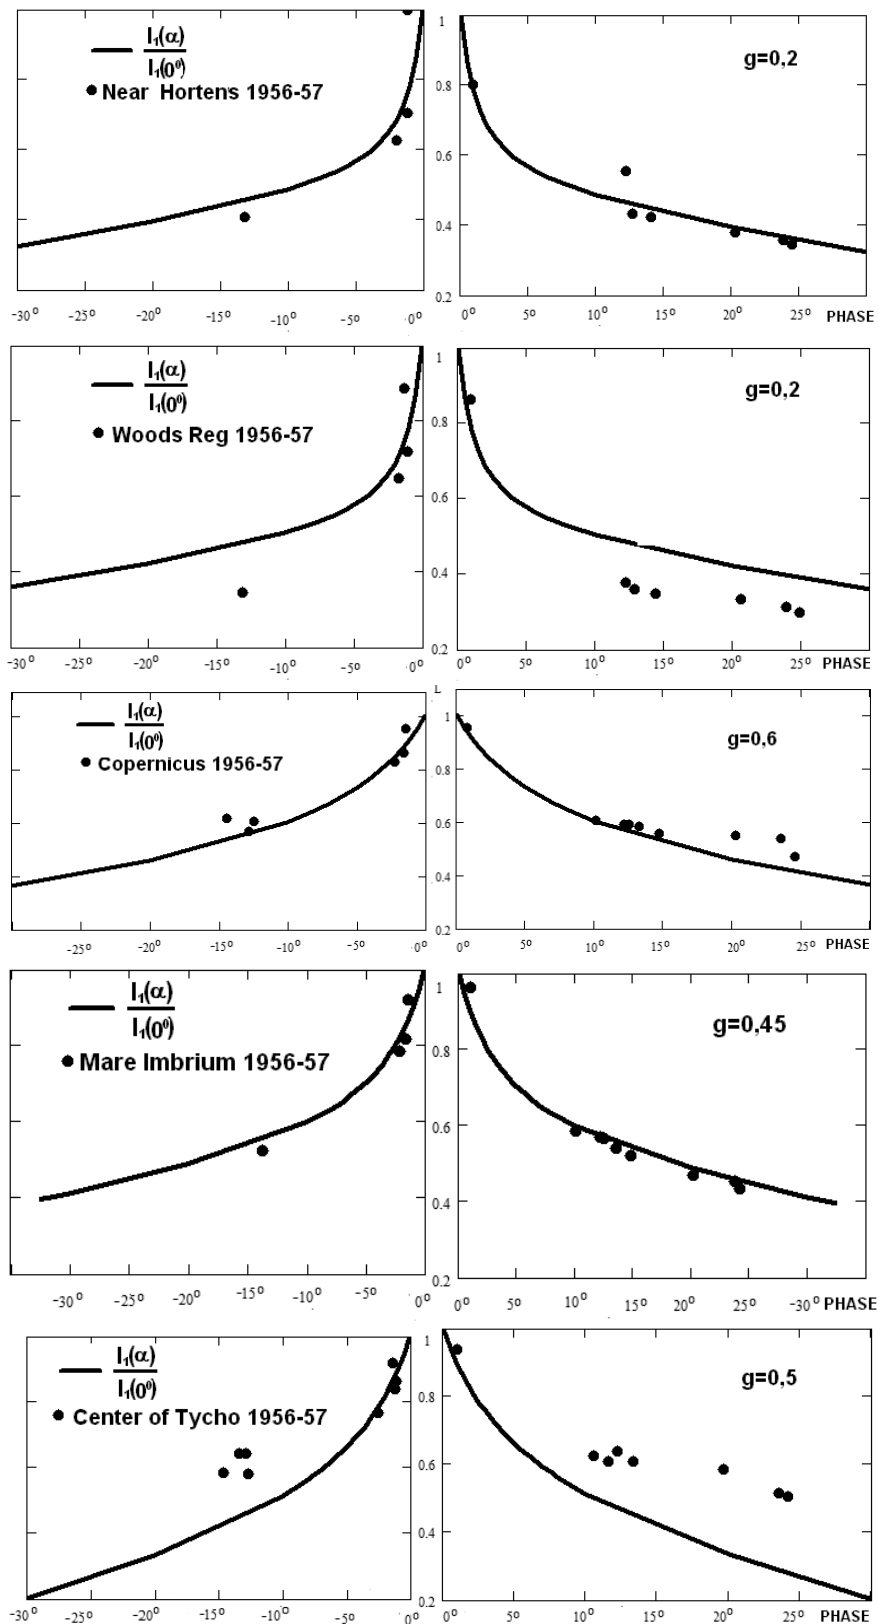 I₁(α)
I₁(0⁰)
Near Hortens 1956-57
-30⁰ -25⁰ -20⁰ -15⁰ -10⁰ -5⁰ 0⁰
1
0.8
0.6
0.4
0.2
g=0,2
0⁰ 5⁰ 10⁰ 15⁰ 20⁰ 25⁰ PHASE
I₁(α)
I₁(0⁰)
Woods Reg 1956-57
-30⁰ -25⁰ -20⁰ -15⁰ -10⁰ -5⁰ 0⁰
1
0.8
0.6
0.4
0.2
g=0,2
0⁰ 5⁰ 10⁰ 15⁰ 20⁰ 25⁰ PHASE
I₁(α)
I₁(0⁰)
Copernicus 1956-57
-25⁰ -20⁰ -15⁰ -10⁰ -5⁰ 0⁰
1
0.8
0.6
0.4
0.2
g=0,6
0⁰ 5⁰ 10⁰ 15⁰ 20⁰ 25⁰ PHASE
I₁(α)
I₁(0⁰)
Mare Imbrium 1956-57
-30⁰ -25⁰ -20⁰ -15⁰ -10⁰ -5⁰ 0⁰
1
0.8
0.6
0.4
0.2
g=0,45
0⁰ 5⁰ 10⁰ 15⁰ 20⁰ 25⁰ -30⁰ PHASE
I₁(α)
I₁(0⁰)
Center of Tycho 1956-57
-30⁰ -25⁰ -20⁰ -15⁰ -10⁰ -5⁰ 0⁰
1
0.8
0.6
0.4
0.2
g=0,5
0⁰ 5⁰ 10⁰ 15⁰ 20⁰ 25⁰ PHASE